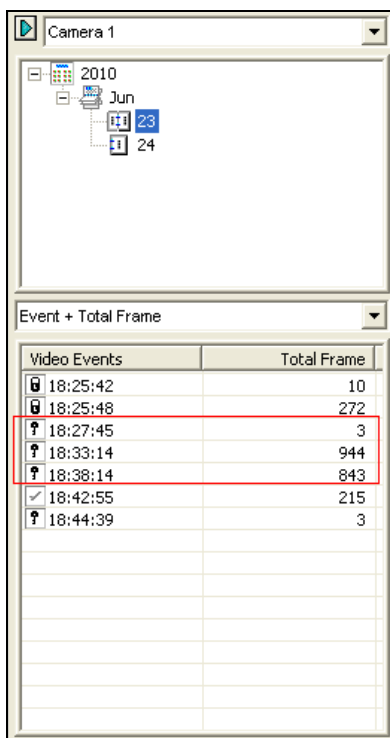 Camera 1
2010
Jun
23
24
Event + Total Frame
Video Events Total Frame
18:25:42 10
18:25:48 272
18:27:45 3
18:33:14 944
18:38:14 843
18:42:55 215
18:44:39 3